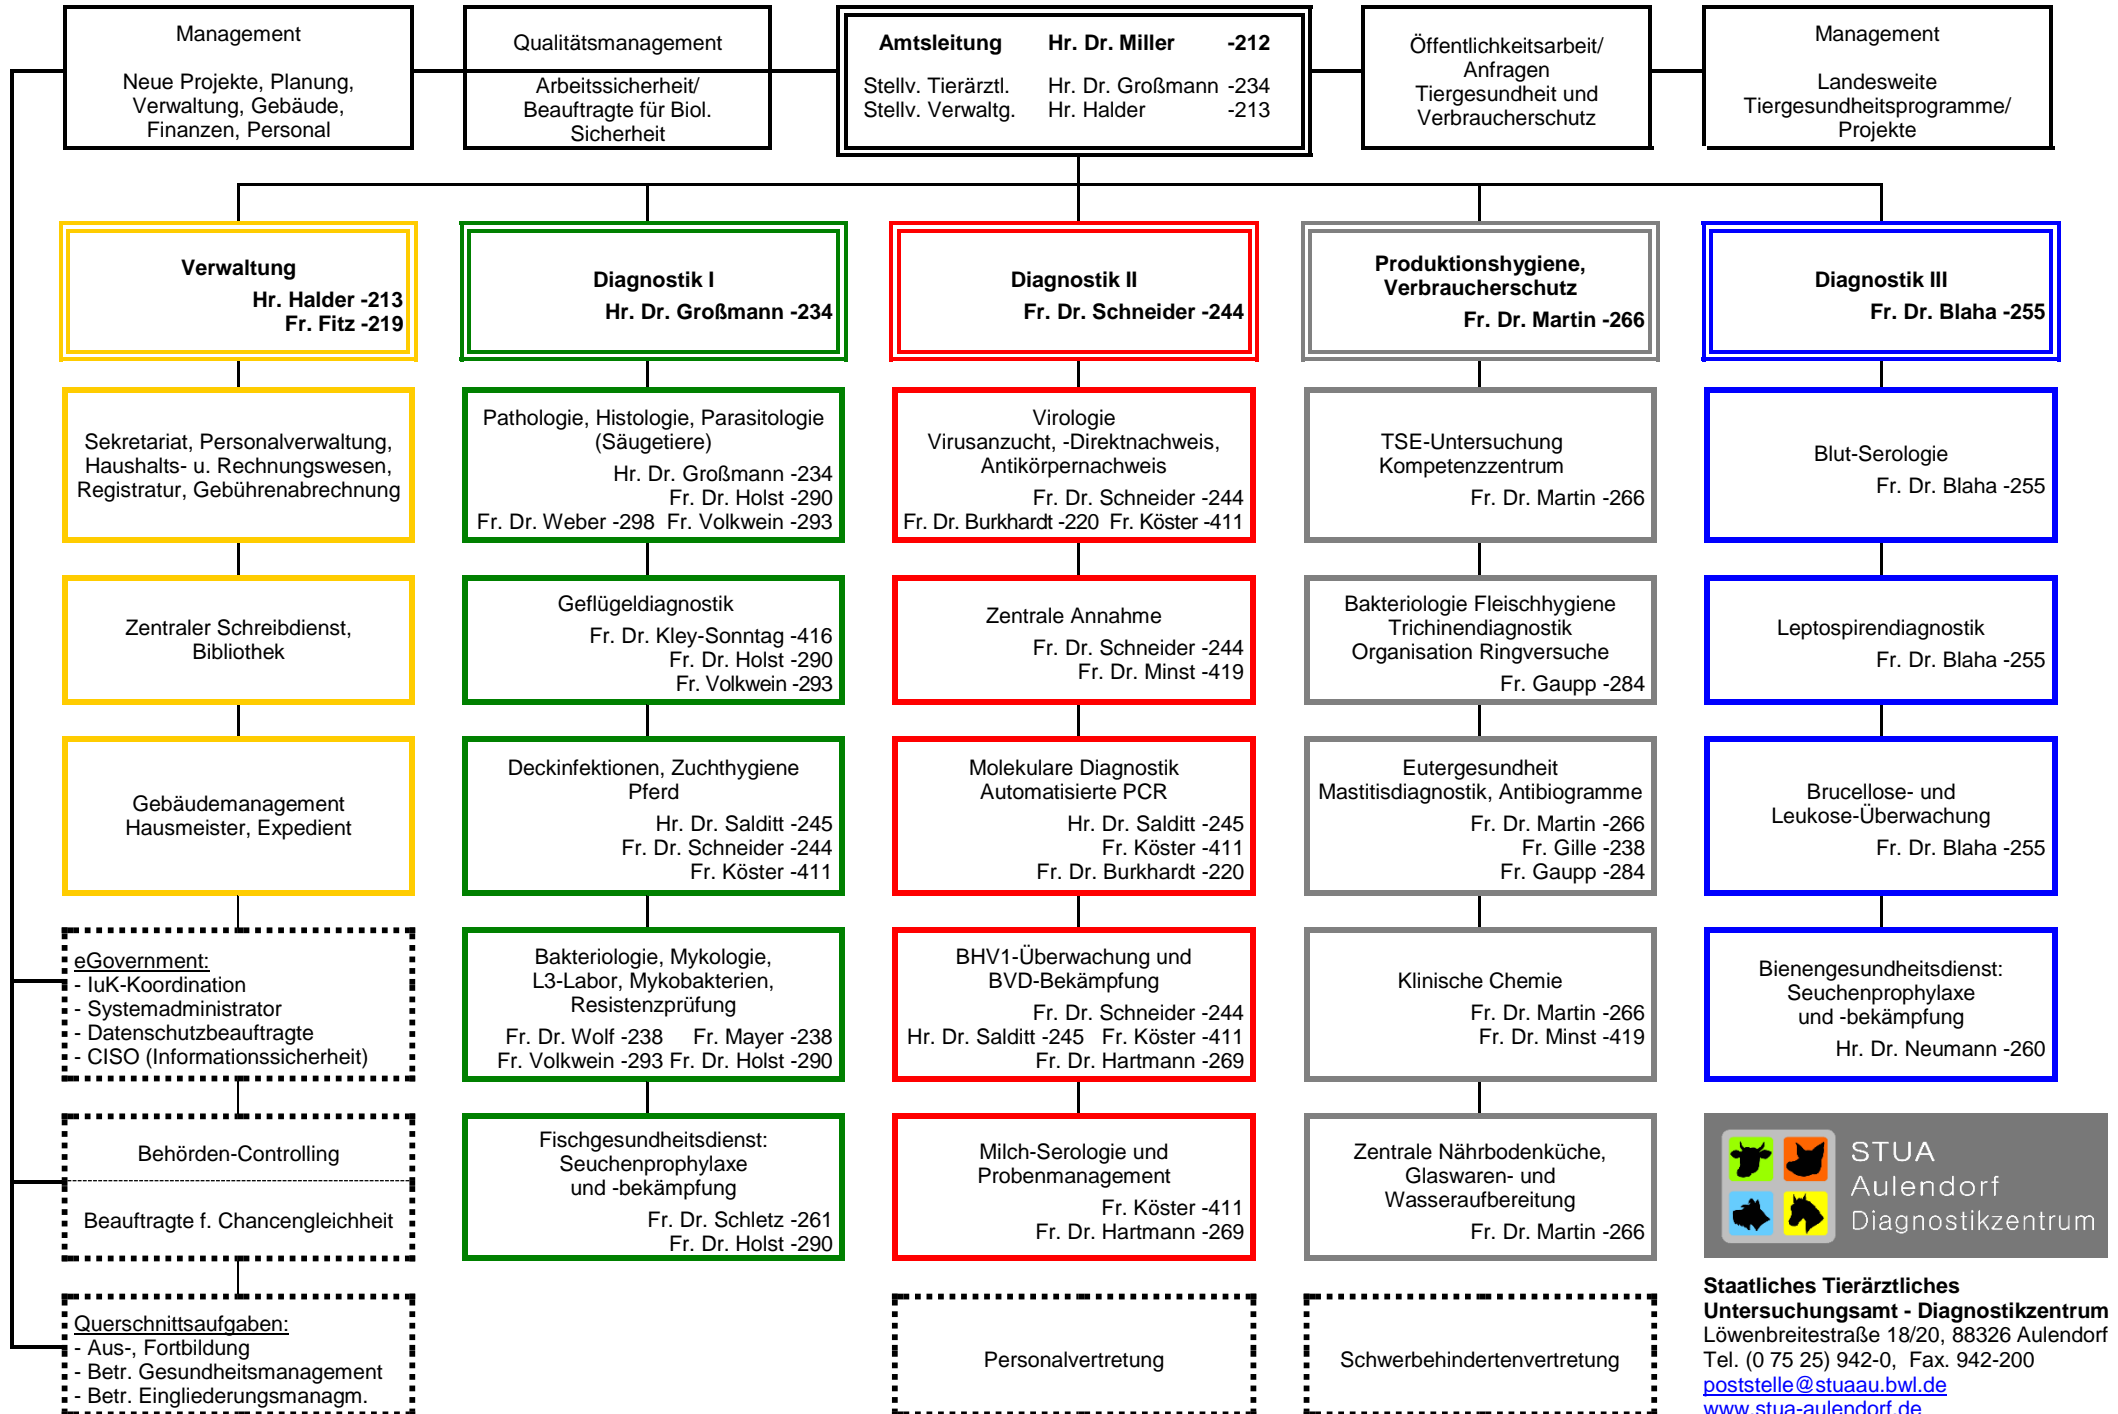 Management
Neue Projekte, Planung,
Verwaltung, Gebäude,
Finanzen, Personal
Qualitätsmanagement
Arbeitssicherheit/
Beauftragte für Biol.
Sicherheit
Amtsleitung Hr. Dr. Miller -212
Stellv. Tierärztl. Hr. Dr. Großmann -234
Stellv. Verwaltg. Hr. Halder -213
Öffentlichkeitsarbeit/
Anfragen
Tiergesundheit und
Verbraucherschutz
Management
Landesweite
Tiergesundheitsprogramme/
Projekte
Verwaltung
Hr. Halder -213
Fr. Fitz -219
Sekretariat, Personalverwaltung,
Haushalts- u. Rechnungswesen,
Registratur, Gebührenabrechnung
Zentraler Schreibdienst,
Bibliothek
Gebäudemanagement
Hausmeister, Expedient
eGovernment:
- IuK-Koordination
- Systemadministrator
- Datenschutzbeauftragte
- CISO (Informationssicherheit)
Behörden-Controlling
Beauftragte f. Chancengleichheit
Querschnittsaufgaben:
- Aus-, Fortbildung
- Betr. Gesundheitsmanagement
- Betr. Eingliederungsmanagm.
Diagnostik I
Hr. Dr. Großmann -234
Pathologie, Histologie, Parasitologie
(Säugetiere)
Hr. Dr. Großmann -234
Fr. Dr. Holst -290
Fr. Dr. Weber -298 Fr. Volkwein -293
Geflügeldiagnostik
Fr. Dr. Kley-Sonntag -416
Fr. Dr. Holst -290
Fr. Volkwein -293
Deckinfektionen, Zuchthygiene
Pferd
Hr. Dr. Salditt -245
Fr. Dr. Schneider -244
Fr. Köster -411
Bakteriologie, Mykologie,
L3-Labor, Mykobakterien,
Resistenzprüfung
Fr. Dr. Wolf -238 Fr. Mayer -238
Fr. Volkwein -293 Fr. Dr. Holst -290
Fischgesundheitsdienst:
Seuchenprophylaxe
und -bekämpfung
Fr. Dr. Schletz -261
Fr. Dr. Holst -290
Diagnostik II
Fr. Dr. Schneider -244
Virologie
Virusanzucht, -Direktnachweis,
Antikörpernachweis
Fr. Dr. Schneider -244
Fr. Dr. Burkhardt -220 Fr. Köster -411
Zentrale Annahme
Fr. Dr. Schneider -244
Fr. Dr. Minst -419
Molekulare Diagnostik
Automatisierte PCR
Hr. Dr. Salditt -245
Fr. Köster -411
Fr. Dr. Burkhardt -220
BHV1-Überwachung und
BVD-Bekämpfung
Fr. Dr. Schneider -244
Hr. Dr. Salditt -245 Fr. Köster -411
Fr. Dr. Hartmann -269
Milch-Serologie und
Probenmanagement
Fr. Köster -411
Fr. Dr. Hartmann -269
Personalvertretung
Produktionshygiene,
Verbraucherschutz
Fr. Dr. Martin -266
TSE-Untersuchung
Kompetenzzentrum
Fr. Dr. Martin -266
Bakteriologie Fleischhygiene
Trichinendiagnostik
Organisation Ringversuche
Fr. Gaupp -284
Eutergesundheit
Mastitisdiagnostik, Antibiogramme
Fr. Dr. Martin -266
Fr. Gille -238
Fr. Gaupp -284
Klinische Chemie
Fr. Dr. Martin -266
Fr. Dr. Minst -419
Zentrale Nährbodenküche,
Glaswaren- und
Wasseraufbereitung
Fr. Dr. Martin -266
Schwerbehindertenvertretung
Diagnostik III
Fr. Dr. Blaha -255
Blut-Serologie
Fr. Dr. Blaha -255
Leptospirendiagnostik
Fr. Dr. Blaha -255
Brucellose- und
Leukose-Überwachung
Fr. Dr. Blaha -255
Bienengesundheitsdienst:
Seuchenprophylaxe
und -bekämpfung
Hr. Dr. Neumann -260
STUA
Aulendorf
Diagnostikzentrum
Staatliches Tierärztliches
Untersuchungsamt - Diagnostikzentrum
Löwenbreitestraße 18/20, 88326 Aulendorf
Tel. (0 75 25) 942-0, Fax. 942-200
poststelle@stuaau.bwl.de
www.stua-aulendorf.de